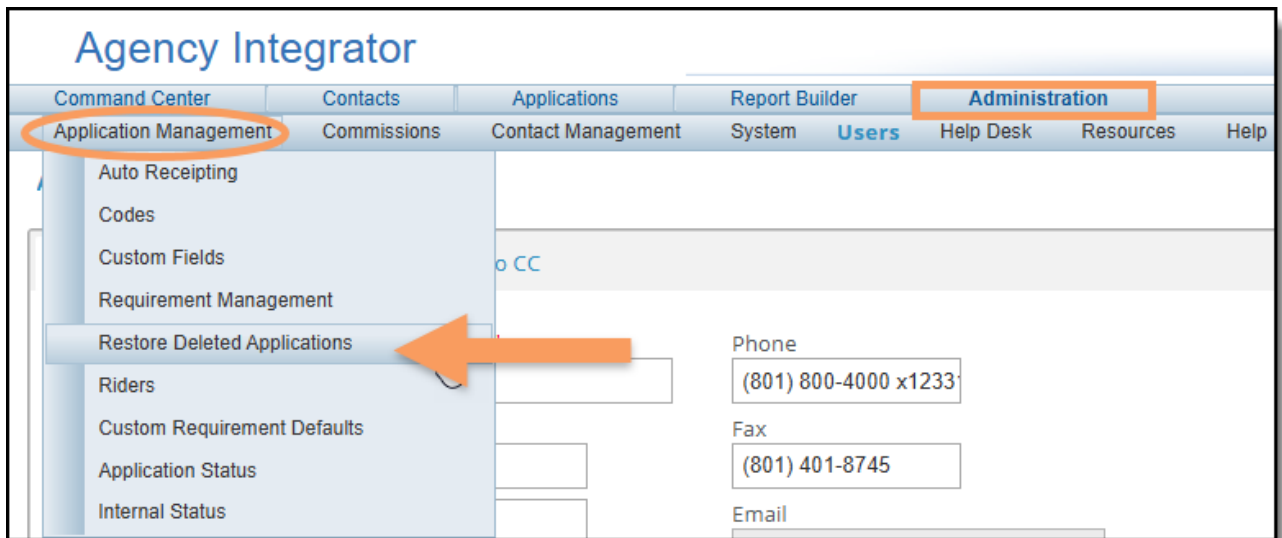 Agency Integrator
Command Center Contacts Applications Report Builder Administration
Application Management Commissions Contact Management System Users Help Desk Resources Help
Auto Receipting
Codes
Custom Fields
o CC
Requirement Management
Restore Deleted Applications
Phone
Riders
(801) 800-4000 x1233
Custom Requirement Defaults
Fax
Application Status
(801) 401-8745
Internal Status
Email